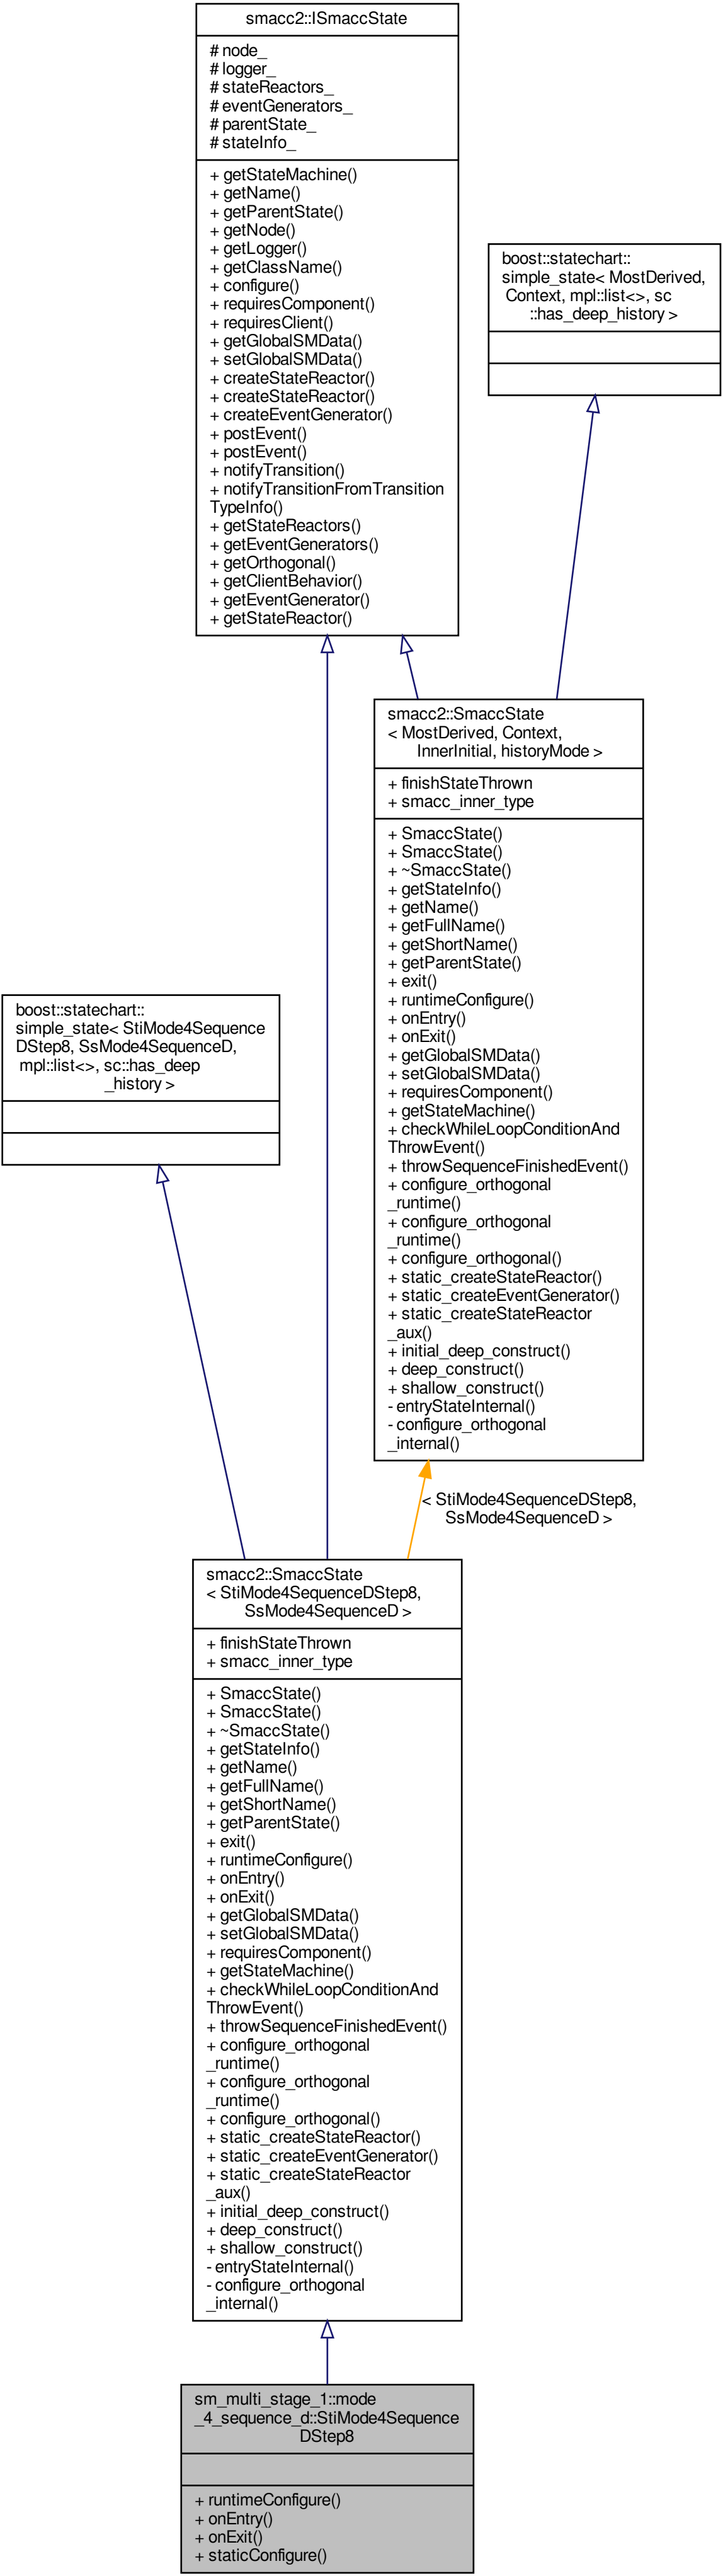 smacc2::ISmaccState
# node_
# logger_
# stateReactors_
# eventGenerators_
# parentState_
# stateInfo_
+ getStateMachine()
+ getName()
+ getParentState()
+ getNode()
+ getLogger()
+ getClassName()
+ configure()
+ requiresComponent()
+ requiresClient()
+ getGlobalSMData()
+ setGlobalSMData()
+ createStateReactor()
+ createStateReactor()
+ createEventGenerator()
+ postEvent()
+ postEvent()
+ notifyTransition()
+ notifyTransitionFromTransition
TypeInfo()
+ getStateReactors()
+ getEventGenerators()
+ getOrthogonal()
+ getClientBehavior()
+ getEventGenerator()
+ getStateReactor()
boost::statechart::
simple_state< MostDerived,
Context, mpl::list<>, sc
::has_deep_history >
smacc2::SmaccState
< MostDerived, Context,
InnerInitial, historyMode >
+ finishStateThrown
+ smacc_inner_type
+ SmaccState()
+ SmaccState()
+ ~SmaccState()
+ getStateInfo()
+ getName()
+ getFullName()
+ getShortName()
+ getParentState()
+ exit()
+ runtimeConfigure()
+ onEntry()
+ onExit()
+ getGlobalSMData()
+ setGlobalSMData()
+ requiresComponent()
+ getStateMachine()
+ checkWhileLoopConditionAnd
ThrowEvent()
+ throwSequenceFinishedEvent()
+ configure_orthogonal
_runtime()
+ configure_orthogonal
_runtime()
+ configure_orthogonal()
+ static_createStateReactor()
+ static_createEventGenerator()
+ static_createStateReactor
_aux()
+ initial_deep_construct()
+ deep_construct()
+ shallow_construct()
- entryStateInternal()
- configure_orthogonal
_internal()
boost::statechart::
simple_state< StiMode4Sequence
DStep8, SsMode4SequenceD,
mpl::list<>, sc::has_deep
_history >
< StiMode4SequenceDStep8,
SsMode4SequenceD >
smacc2::SmaccState
< StiMode4SequenceDStep8,
SsMode4SequenceD >
+ finishStateThrown
+ smacc_inner_type
+ SmaccState()
+ SmaccState()
+ ~SmaccState()
+ getStateInfo()
+ getName()
+ getFullName()
+ getShortName()
+ getParentState()
+ exit()
+ runtimeConfigure()
+ onEntry()
+ onExit()
+ getGlobalSMData()
+ setGlobalSMData()
+ requiresComponent()
+ getStateMachine()
+ checkWhileLoopConditionAnd
ThrowEvent()
+ throwSequenceFinishedEvent()
+ configure_orthogonal
_runtime()
+ configure_orthogonal
_runtime()
+ configure_orthogonal()
+ static_createStateReactor()
+ static_createEventGenerator()
+ static_createStateReactor
_aux()
+ initial_deep_construct()
+ deep_construct()
+ shallow_construct()
- entryStateInternal()
- configure_orthogonal
_internal()
sm_multi_stage_1::mode
_4_sequence_d::StiMode4Sequence
DStep8
+ runtimeConfigure()
+ onEntry()
+ onExit()
+ staticConfigure()